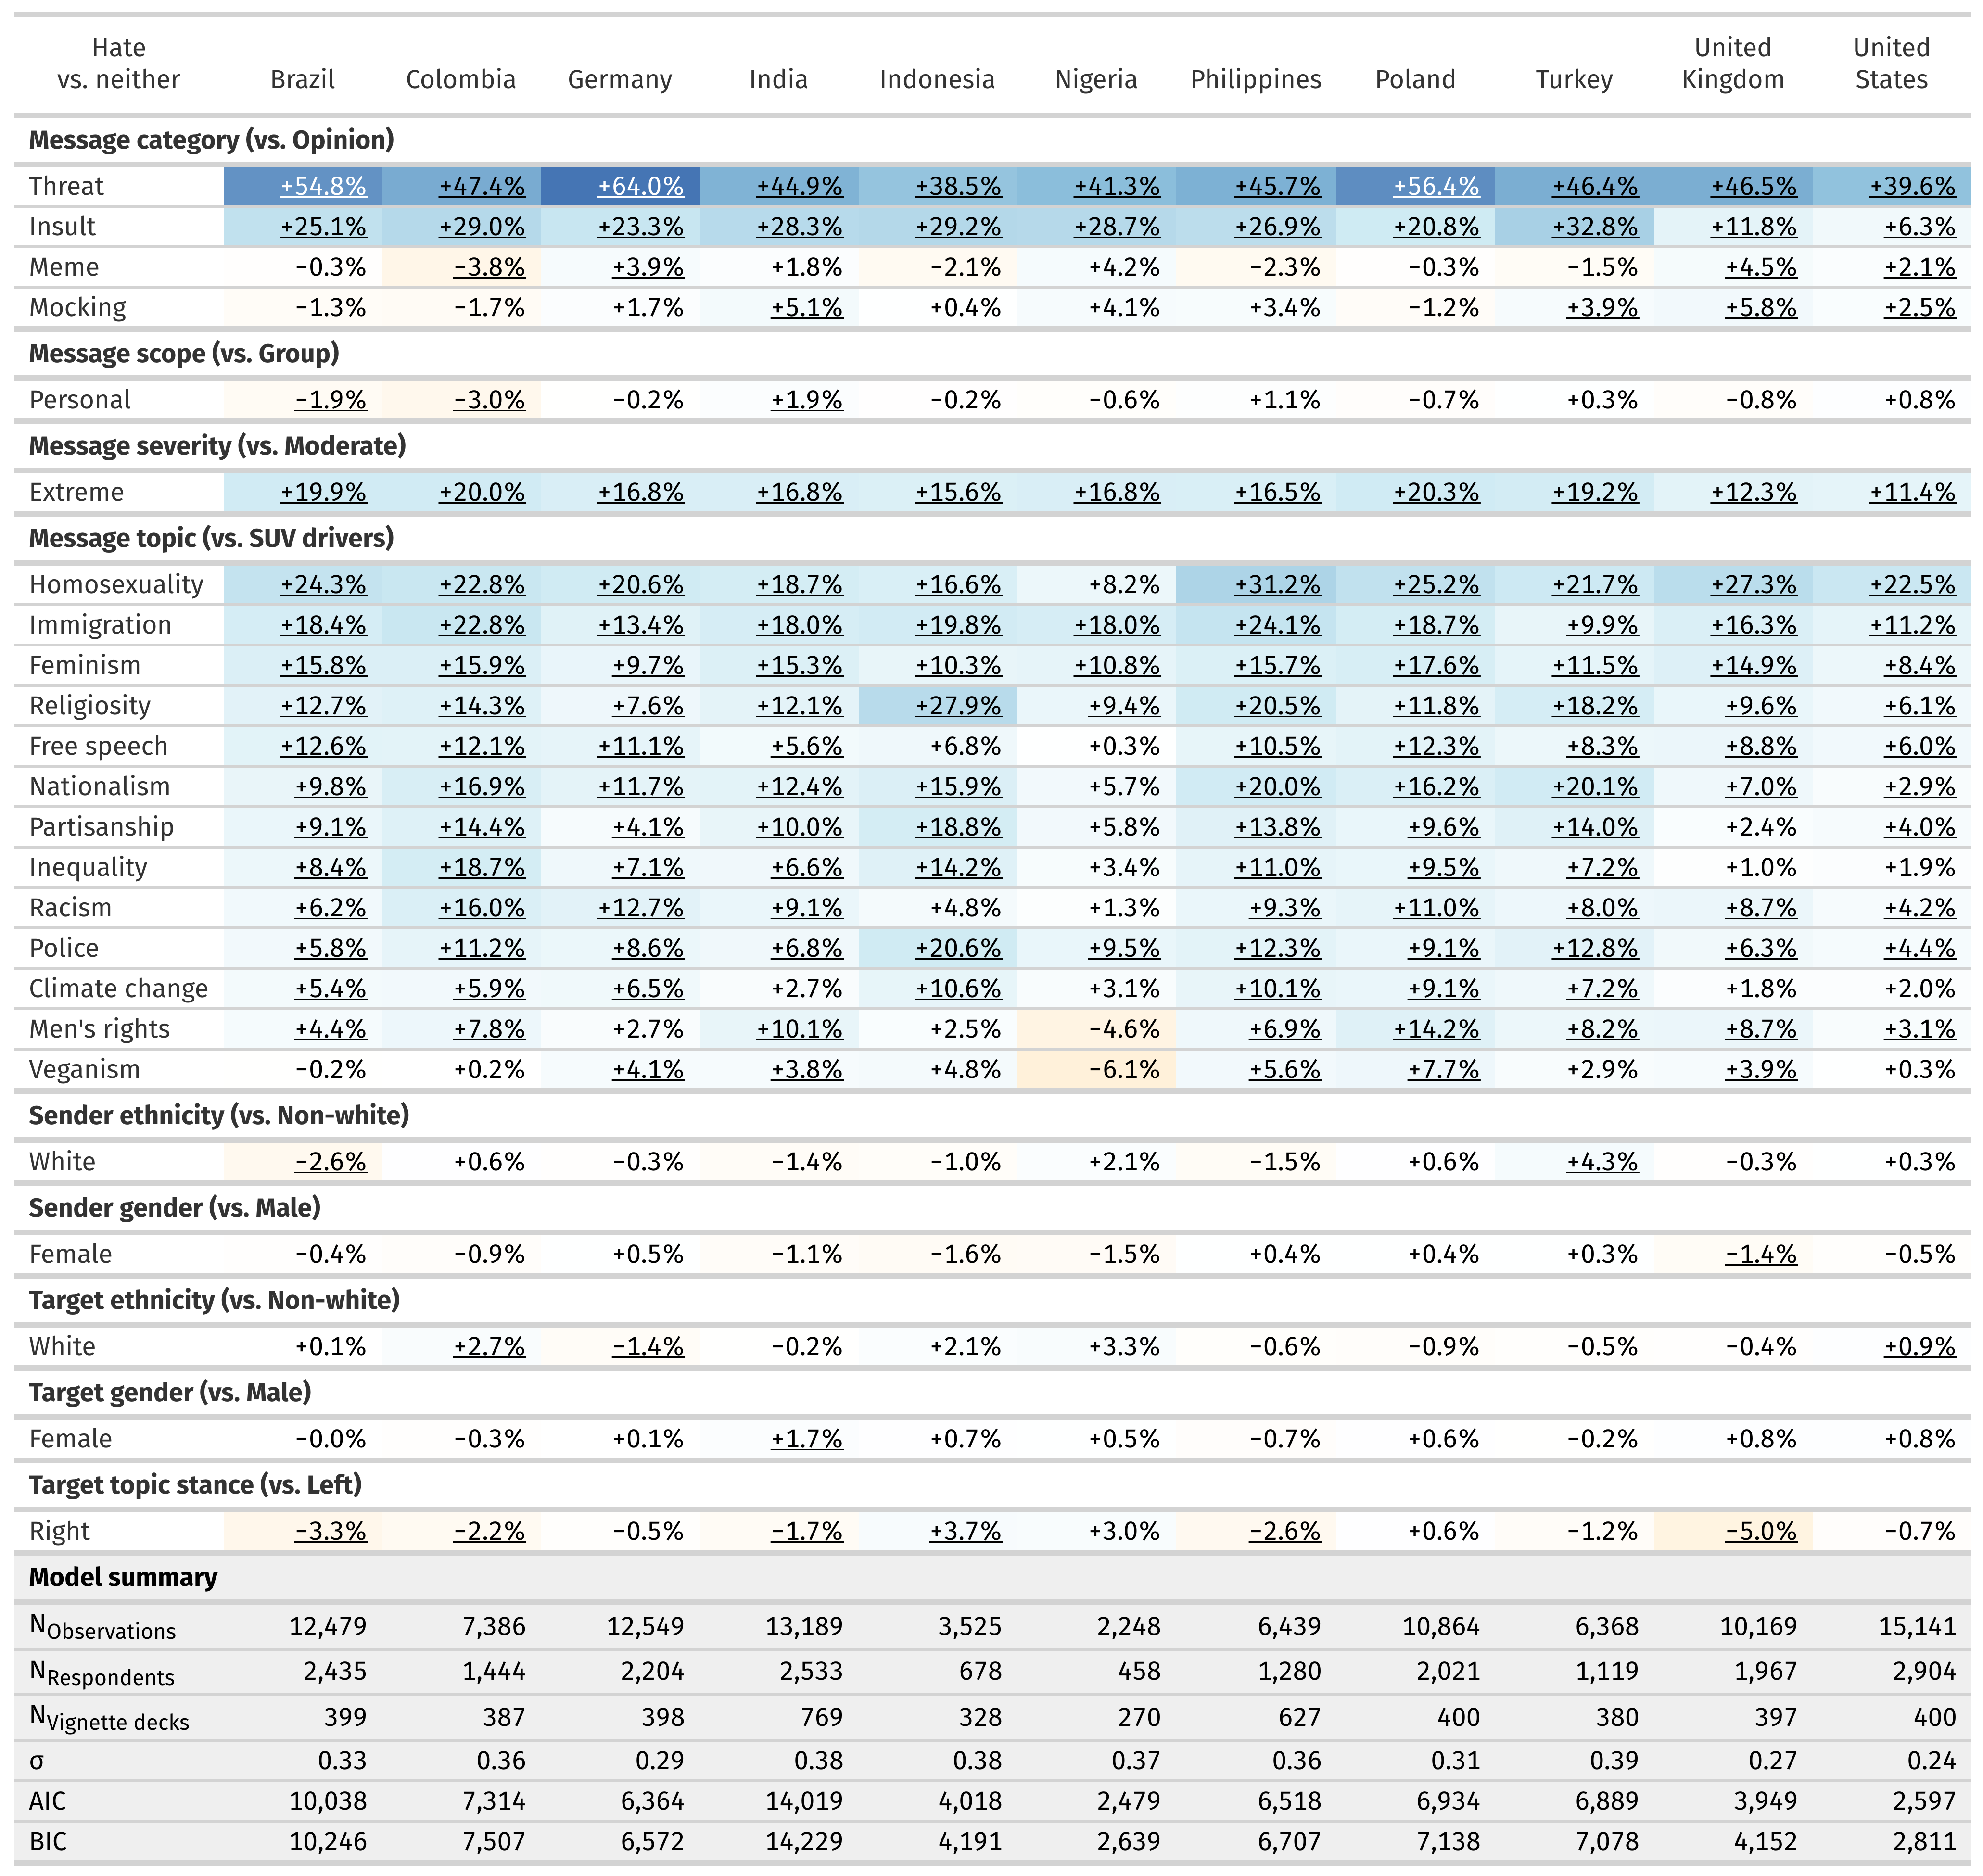 Hate vs. neither Brazil Colombia Germany India Indonesia Nigeria Philippines Poland Turkey United Kingdom United States
Message category (vs. Opinion)
Threat +54.8% +47.4% +64.0% +44.9% +38.5% +41.3% +45.7% +56.4% +46.4% +46.5% +39.6%
Insult +25.1% +29.0% +23.3% +28.3% +29.2% +28.7% +26.9% +20.8% +32.8% +11.8% +6.3%
Meme −0.3% −3.8% +3.9% +1.8% −2.1% +4.2% −2.3% −0.3% −1.5% +4.5% +2.1%
Mocking −1.3% −1.7% +1.7% +5.1% +0.4% +4.1% +3.4% −1.2% +3.9% +5.8% +2.5%
Message scope (vs. Group)
Personal −1.9% −3.0% −0.2% +1.9% −0.2% −0.6% +1.1% −0.7% +0.3% −0.8% +0.8%
Message severity (vs. Moderate)
Extreme +19.9% +20.0% +16.8% +16.8% +15.6% +16.8% +16.5% +20.3% +19.2% +12.3% +11.4%
Message topic (vs. SUV drivers)
Homosexuality +24.3% +22.8% +20.6% +18.7% +16.6% +8.2% +31.2% +25.2% +21.7% +27.3% +22.5%
Immigration +18.4% +22.8% +13.4% +18.0% +19.8% +18.0% +24.1% +18.7% +9.9% +16.3% +11.2%
Feminism +15.8% +15.9% +9.7% +15.3% +10.3% +10.8% +15.7% +17.6% +11.5% +14.9% +8.4%
Religiosity +12.7% +14.3% +7.6% +12.1% +27.9% +9.4% +20.5% +11.8% +18.2% +9.6% +6.1%
Free speech +12.6% +12.1% +11.1% +5.6% +6.8% +0.3% +10.5% +12.3% +8.3% +8.8% +6.0%
Nationalism +9.8% +16.9% +11.7% +12.4% +15.9% +5.7% +20.0% +16.2% +20.1% +7.0% +2.9%
Partisanship +9.1% +14.4% +4.1% +10.0% +18.8% +5.8% +13.8% +9.6% +14.0% +2.4% +4.0%
Inequality +8.4% +18.7% +7.1% +6.6% +14.2% +3.4% +11.0% +9.5% +7.2% +1.0% +1.9%
Racism +6.2% +16.0% +12.7% +9.1% +4.8% +1.3% +9.3% +11.0% +8.0% +8.7% +4.2%
Police +5.8% +11.2% +8.6% +6.8% +20.6% +9.5% +12.3% +9.1% +12.8% +6.3% +4.4%
Climate change +5.4% +5.9% +6.5% +2.7% +10.6% +3.1% +10.1% +9.1% +7.2% +1.8% +2.0%
Men's rights +4.4% +7.8% +2.7% +10.1% +2.5% −4.6% +6.9% +14.2% +8.2% +8.7% +3.1%
Veganism −0.2% +0.2% +4.1% +3.8% +4.8% −6.1% +5.6% +7.7% +2.9% +3.9% +0.3%
Sender ethnicity (vs. Non-white)
White −2.6% +0.6% −0.3% −1.4% −1.0% +2.1% −1.5% +0.6% +4.3% −0.3% +0.3%
Sender gender (vs. Male)
Female −0.4% −0.9% +0.5% −1.1% −1.6% −1.5% +0.4% +0.4% +0.3% −1.4% −0.5%
Target ethnicity (vs. Non-white)
White +0.1% +2.7% −1.4% −0.2% +2.1% +3.3% −0.6% −0.9% −0.5% −0.4% +0.9%
Target gender (vs. Male)
Female −0.0% −0.3% +0.1% +1.7% +0.7% +0.5% −0.7% +0.6% −0.2% +0.8% +0.8%
Target topic stance (vs. Left)
Right −3.3% −2.2% −0.5% −1.7% +3.7% +3.0% −2.6% +0.6% −1.2% −5.0% −0.7%
Model summary
NObservations 12,479 7,386 12,549 13,189 3,525 2,248 6,439 10,864 6,368 10,169 15,141
NRespondents 2,435 1,444 2,204 2,533 678 458 1,280 2,021 1,119 1,967 2,904
NVignette decks 399 387 398 769 328 270 627 400 380 397 400
σ 0.33 0.36 0.29 0.38 0.38 0.37 0.36 0.31 0.39 0.27 0.24
AIC 10,038 7,314 6,364 14,019 4,018 2,479 6,518 6,934 6,889 3,949 2,597
BIC 10,246 7,507 6,572 14,229 4,191 2,639 6,707 7,138 7,078 4,152 2,811